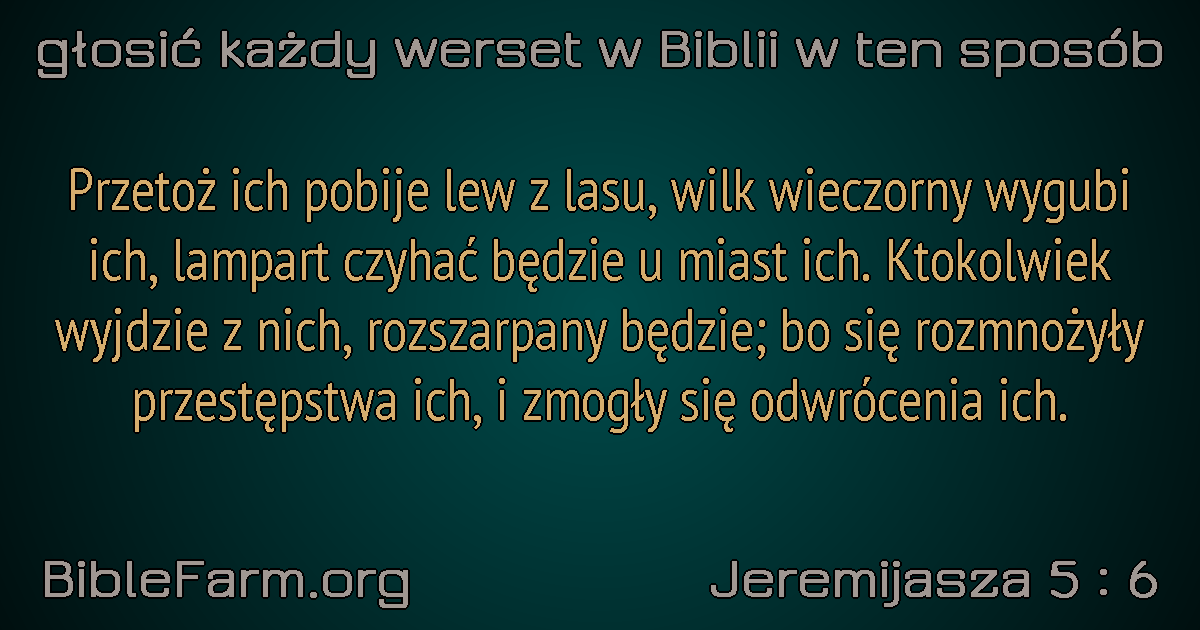 głosić każdy werset w Biblii w ten sposób
Przetoż ich pobije lew z lasu, wilk wieczorny wygubi
ich, lampart czyhać będzie u miast ich. Ktokolwiek
wyjdzie z nich, rozszarpany będzie; bo się rozmnożyły
przestępstwa ich, i zmogły się odwrócenia ich.
BibleFarm.org
Jeremijasza 5 : 6